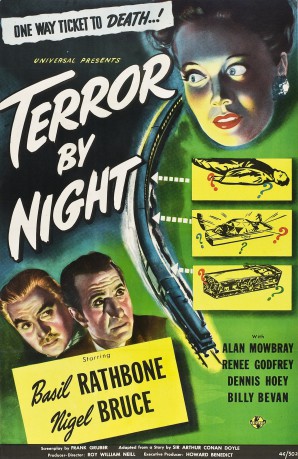 ONE WAY TICKET TO DEATH...!
UNIVERSAL PRESENTS
TERROR
BY
NIGHT
?
?
?
?
?
?
With
ALAN MOWBRAY
RENEE GODFREY
DENNIS HOEY
BILLY BEVAN
Starring
Basil RATHBONE
Nigel BRUCE
Screenplay by FRANK GRUBER Adapted from a Story by SIR ARTHUR CONAN DOYLE
Producer-Director: ROY WILLIAM NEILL Executive Producer: HOWARD BENEDICT